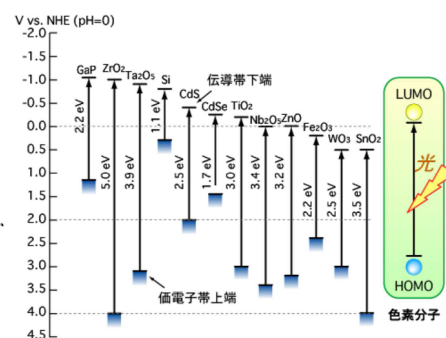 V vs. NHE (pH=0)
-2.0
-1.5
-1.0
-0.5
0.0
0.5
1.0
1.5
2.0
2.5
3.0
3.5
4.0
4.5
GaP
ZrO₂
Ta₂O₅
Si
CdS
CdSe
TiO₂
Nb₂O₅
ZnO
Fe₂O₃
WO₃
SnO₂
伝導帯下端
2.2 eV
5.0 eV
3.9 eV
1.1 eV
2.5 eV
1.7 eV
3.0 eV
3.4 eV
3.2 eV
2.2 eV
2.5 eV
3.5 eV
価電子帯上端
LUMO
光
HOMO
色素分子
、